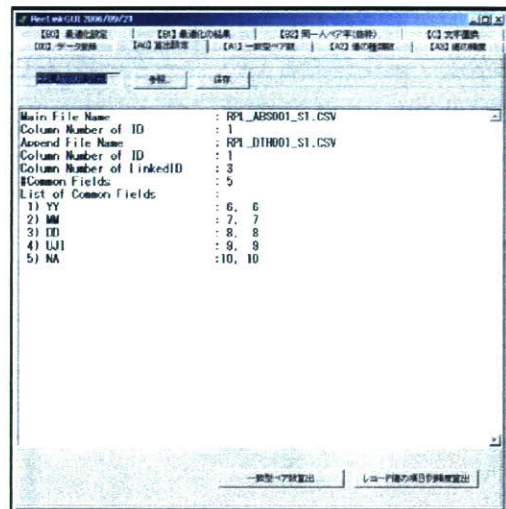 RecLinkGUI 2006/09/21
【B0】最適化設定 【B1】最適化の結果 【B2】同一人ペア率(推移) 【C】文字置換
【D0】データ登録 【A0】算出設定 【A1】一致型ペア数 【A2】値の種類数 【A3】値の頻度
参照... 保存
Main File Name : RPL_ABS001_S1.CSV
Column Number of ID : 1
Append File Name : RPL_DTH001_S1.CSV
Column Number of ID : 1
Column Number of LinkedID : 3
#Common Fields : 5
List of Common Fields :
1) YY : 6, 6
2) MM : 7, 7
3) DD : 8, 8
4) UJ1 : 9, 9
5) NA :10, 10
一致型ペア数算出 レコード値の項目別頻度算出